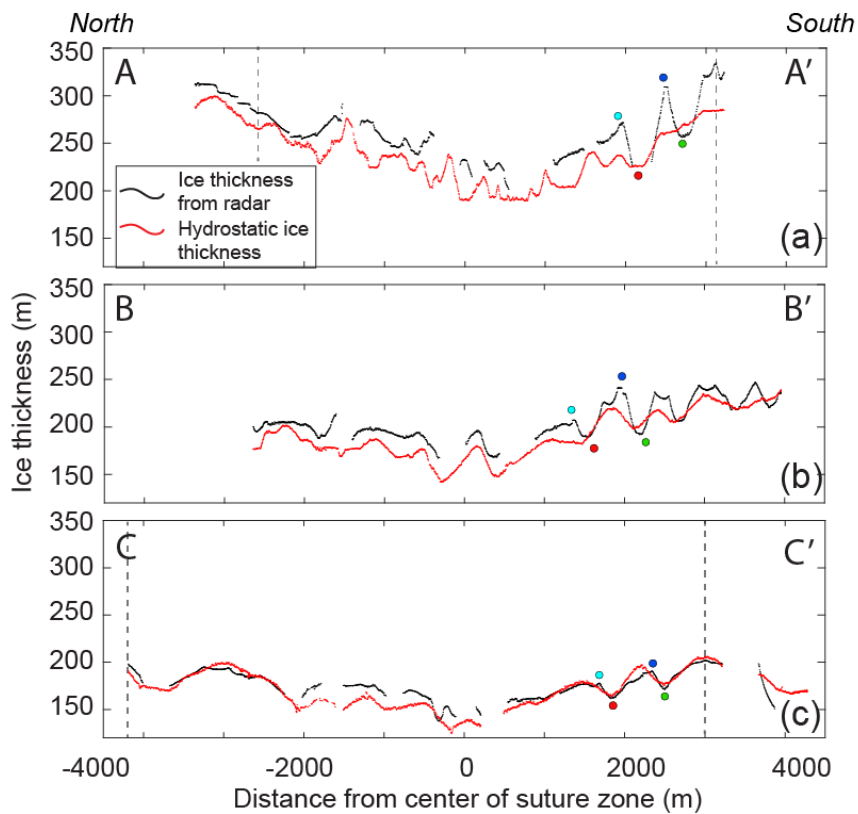 North
South
A
A′
350
300
250
200
150
Ice thickness
from radar
Hydrostatic ice
thickness
(a)
B
B′
350
300
250
200
150
(b)
Ice thickness (m)
C
C′
350
300
250
200
150
(c)
-4000
-2000
0
2000
4000
Distance from center of suture zone (m)